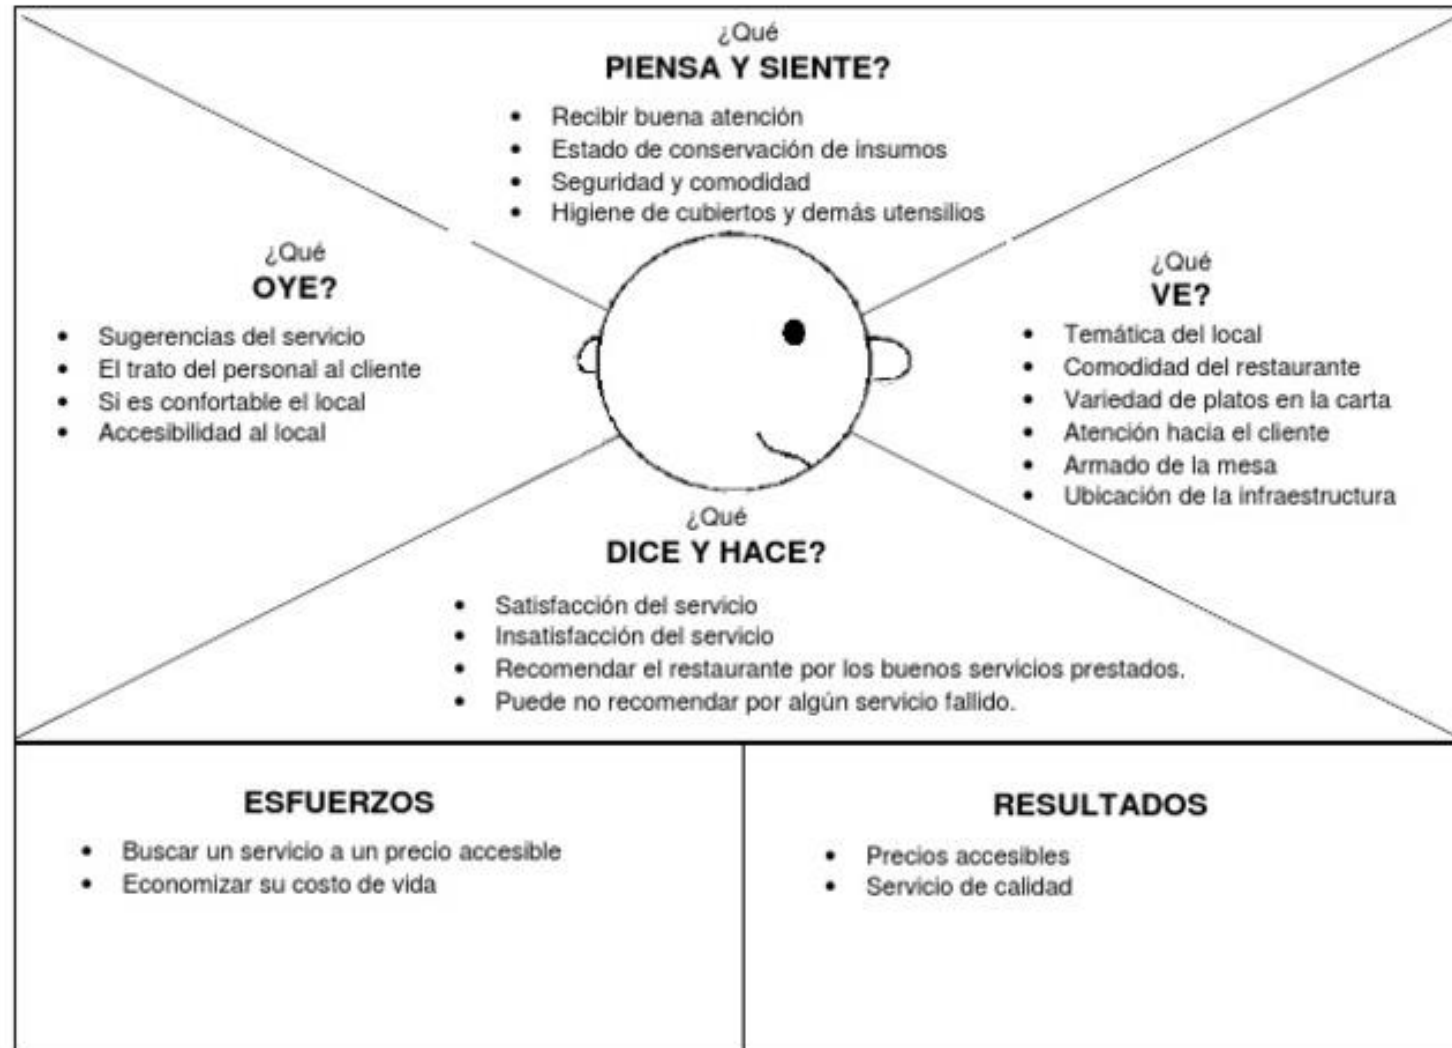 ¿Qué
PIENSA Y SIENTE?
• Recibir buena atención
• Estado de conservación de insumos
• Seguridad y comodidad
• Higiene de cubiertos y demás utensilios
¿Qué
OYE?
• Sugerencias del servicio
• El trato del personal al cliente
• Si es confortable el local
• Accesibilidad al local
¿Qué
VE?
• Temática del local
• Comodidad del restaurante
• Variedad de platos en la carta
• Atención hacia el cliente
• Armado de la mesa
• Ubicación de la infraestructura
¿Qué
DICE Y HACE?
• Satisfacción del servicio
• Insatisfacción del servicio
• Recomendar el restaurante por los buenos servicios prestados.
• Puede no recomendar por algún servicio fallido.
ESFUERZOS
• Buscar un servicio a un precio accesible
• Economizar su costo de vida
RESULTADOS
• Precios accesibles
• Servicio de calidad